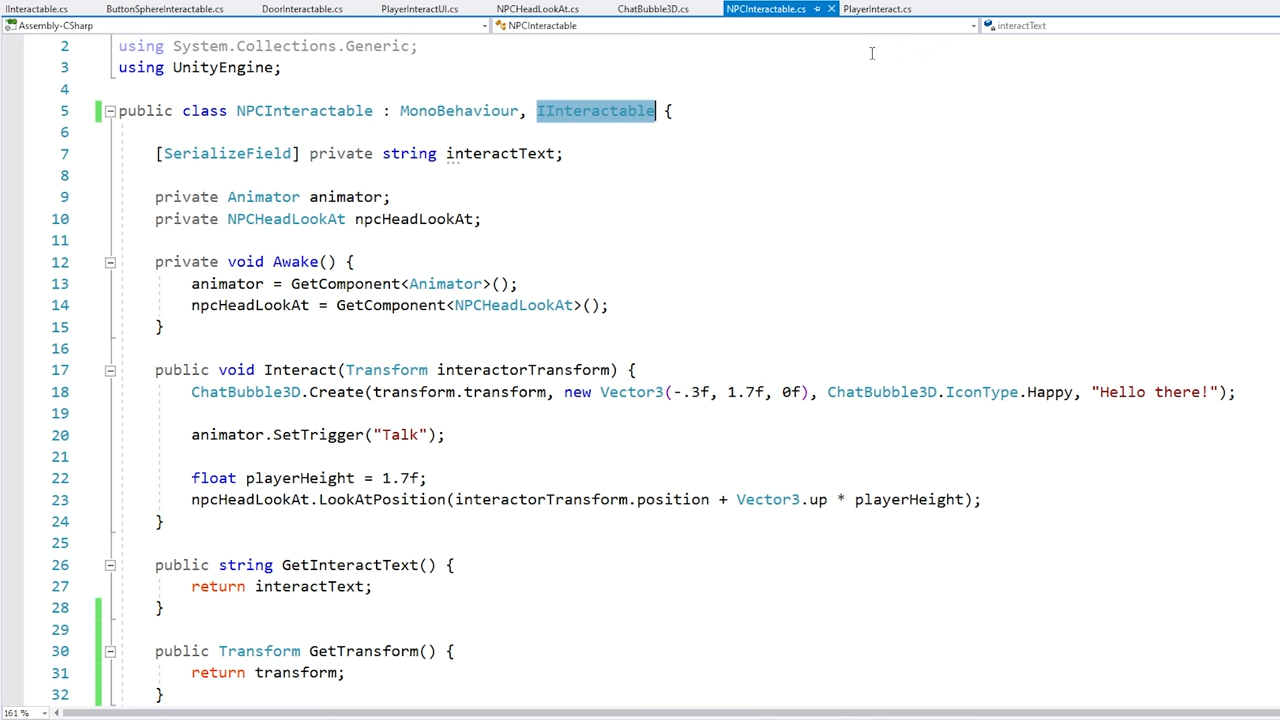 IInteractable.cs ButtonSphereInteractable.cs DoorInteractable.cs PlayerInteractUI.cs NPCHeadLookAt.cs ChatBubble3D.cs NPCInteractable.cs PlayerInteract.cs
Assembly-CSharp NPCInteractable interactText
2 using System.Collections.Generic;
3 using UnityEngine;
4
5 public class NPCInteractable : MonoBehaviour, IInteractable {
6
7 [SerializeField] private string interactText;
8
9 private Animator animator;
10 private NPCHeadLookAt npcHeadLookAt;
11
12 private void Awake() {
13 animator = GetComponent<Animator>();
14 npcHeadLookAt = GetComponent<NPCHeadLookAt>();
15 }
16
17 public void Interact(Transform interactorTransform) {
18 ChatBubble3D.Create(transform.transform, new Vector3(-.3f, 1.7f, 0f), ChatBubble3D.IconType.Happy, "Hello there!");
19
20 animator.SetTrigger("Talk");
21
22 float playerHeight = 1.7f;
23 npcHeadLookAt.LookAtPosition(interactorTransform.position + Vector3.up * playerHeight);
24 }
25
26 public string GetInteractText() {
27 return interactText;
28 }
29
30 public Transform GetTransform() {
31 return transform;
32 }
161 %